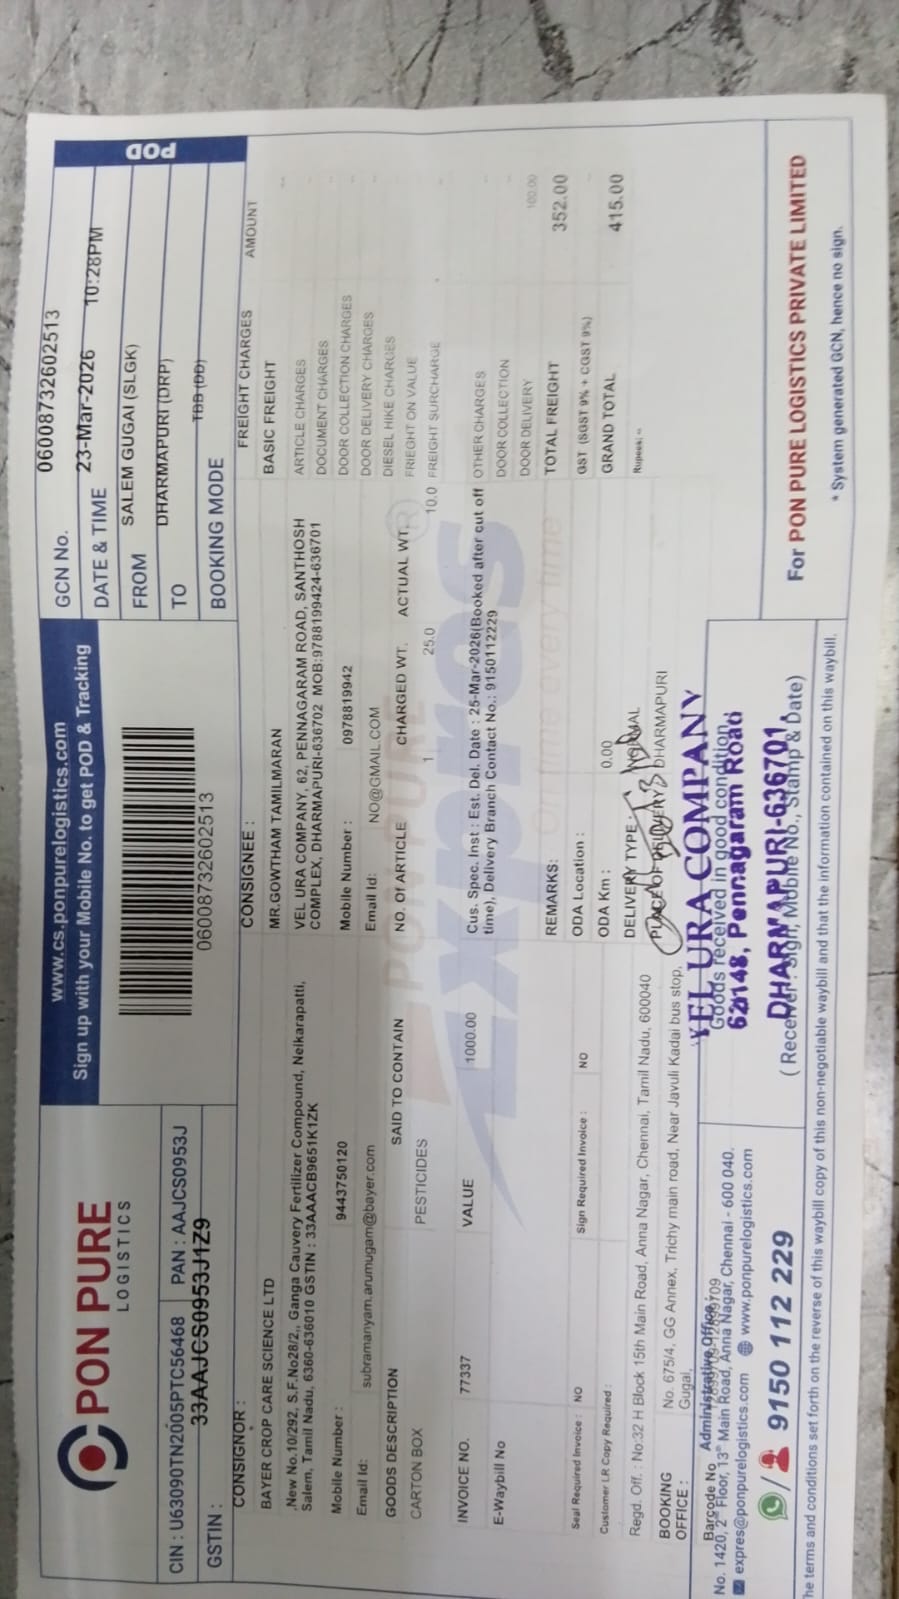 PON PURE
LOGISTICS
CIN : U63090TN2005PTC56468 PAN : AAJCS0953J
GSTIN : 33AAJCS0953J1Z9
www.cs.ponpurelogistics.com
Sign up with your Mobile No. to get POD & Tracking
06008732602513
POD
GCN No. 06008732602513
DATE & TIME 23-Mar-2026 10:28PM
FROM SALEM GUGAI (SLGK)
TO DHARMAPURI (DRP)
BOOKING MODE TBB (DD)
CONSIGNOR :
BAYER CROP CARE SCIENCE LTD
,New No.10/292, S.F.No28/2,, Ganga Cauvery Fertilizer Compound, Neikarapatti,
Salem, Tamil Nadu, 6360-636010 GSTIN : 33AAACB9651K1ZK
Mobile Number : 9443750120
Email Id: subramanyam.arumugam@bayer.com
CONSIGNEE :
MR.GOWTHAM TAMILMARAN
VEL URA COMPANY, 62, PENNAGARAM ROAD, SANTHOSH
COMPLEX, DHARMAPURI-636702 MOB:9788199424-636701
Mobile Number : 0978819942
Email Id: NO@GMAIL.COM
GOODS DESCRIPTION SAID TO CONTAIN NO. Of ARTICLE CHARGED WT. ACTUAL WT.
CARTON BOX PESTICIDES 1 25.0 10.0
INVOICE NO. 77337 VALUE 1000.00
E-Waybill No
Cus. Spec. Inst : Est. Del. Date : 25-Mar-2026(Booked after cut off
time), Delivery Branch Contact No.: 9150112229
REMARKS:
Seal Required Invoice : NO Sign Required Invoice : NO
Customer LR Copy Required :
ODA Location :
ODA Km : 0.00
DELIVERY TYPE : NORMAL
PLACE OF DELIVERY DHARMAPURI
FREIGHT CHARGES AMOUNT
BASIC FREIGHT --
ARTICLE CHARGES
DOCUMENT CHARGES
DOOR COLLECTION CHARGES
DOOR DELIVERY CHARGES
DIESEL HIKE CHARGES
FRIEGHT ON VALUE
FREIGHT SURCHARGE
OTHER CHARGES
DOOR COLLECTION
DOOR DELIVERY 100.00
TOTAL FREIGHT 352.00
GST (SGST 9% + CGST 9%)
GRAND TOTAL 415.00
Rupees:
Regd. Off. : No:32 H Block 15th Main Road, Anna Nagar, Chennai, Tamil Nadu, 600040
BOOKING OFFICE : No. 675/4, GG Annex, Trichy main road, Near Javuli Kadai bus stop,
Gugai,
Barcode No
Administrative Office :
No. 1420, 2nd Floor, 13th Main Road, Anna Nagar, Chennai - 600 040.
expres@ponpurelogistics.com www.ponpurelogistics.com
9150 112 229
Goods received in good condition
( Receiver : Sign, Mobile No., Stamp & Date)
VEL URA COMPANY
Pennagaram Road
DHARMAPURI-636701
For PON PURE LOGISTICS PRIVATE LIMITED
* System generated GCN, hence no sign.
he terms and conditions set forth on the reverse of this waybill copy of this non-negotiable waybill and that the information contained on this waybill.
PON PURE
expres
on time every time